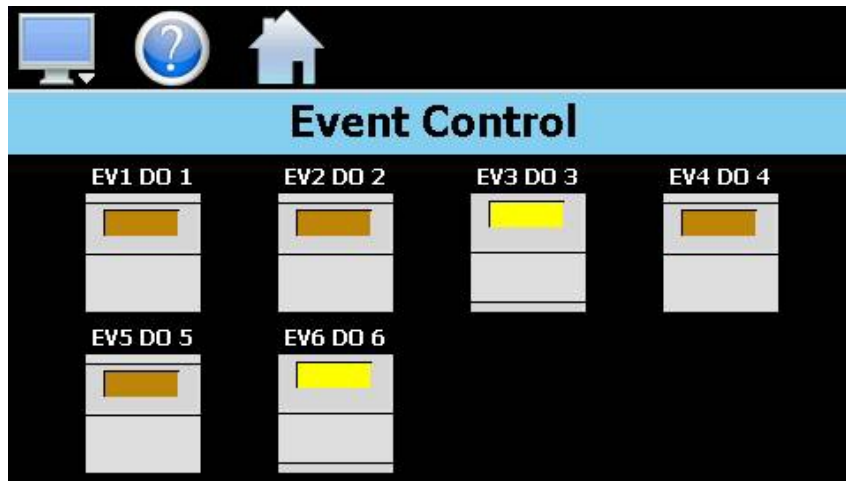 ?
Event Control
EV1 DO 1 EV2 DO 2 EV3 DO 3 EV4 DO 4
EV5 DO 5 EV6 DO 6